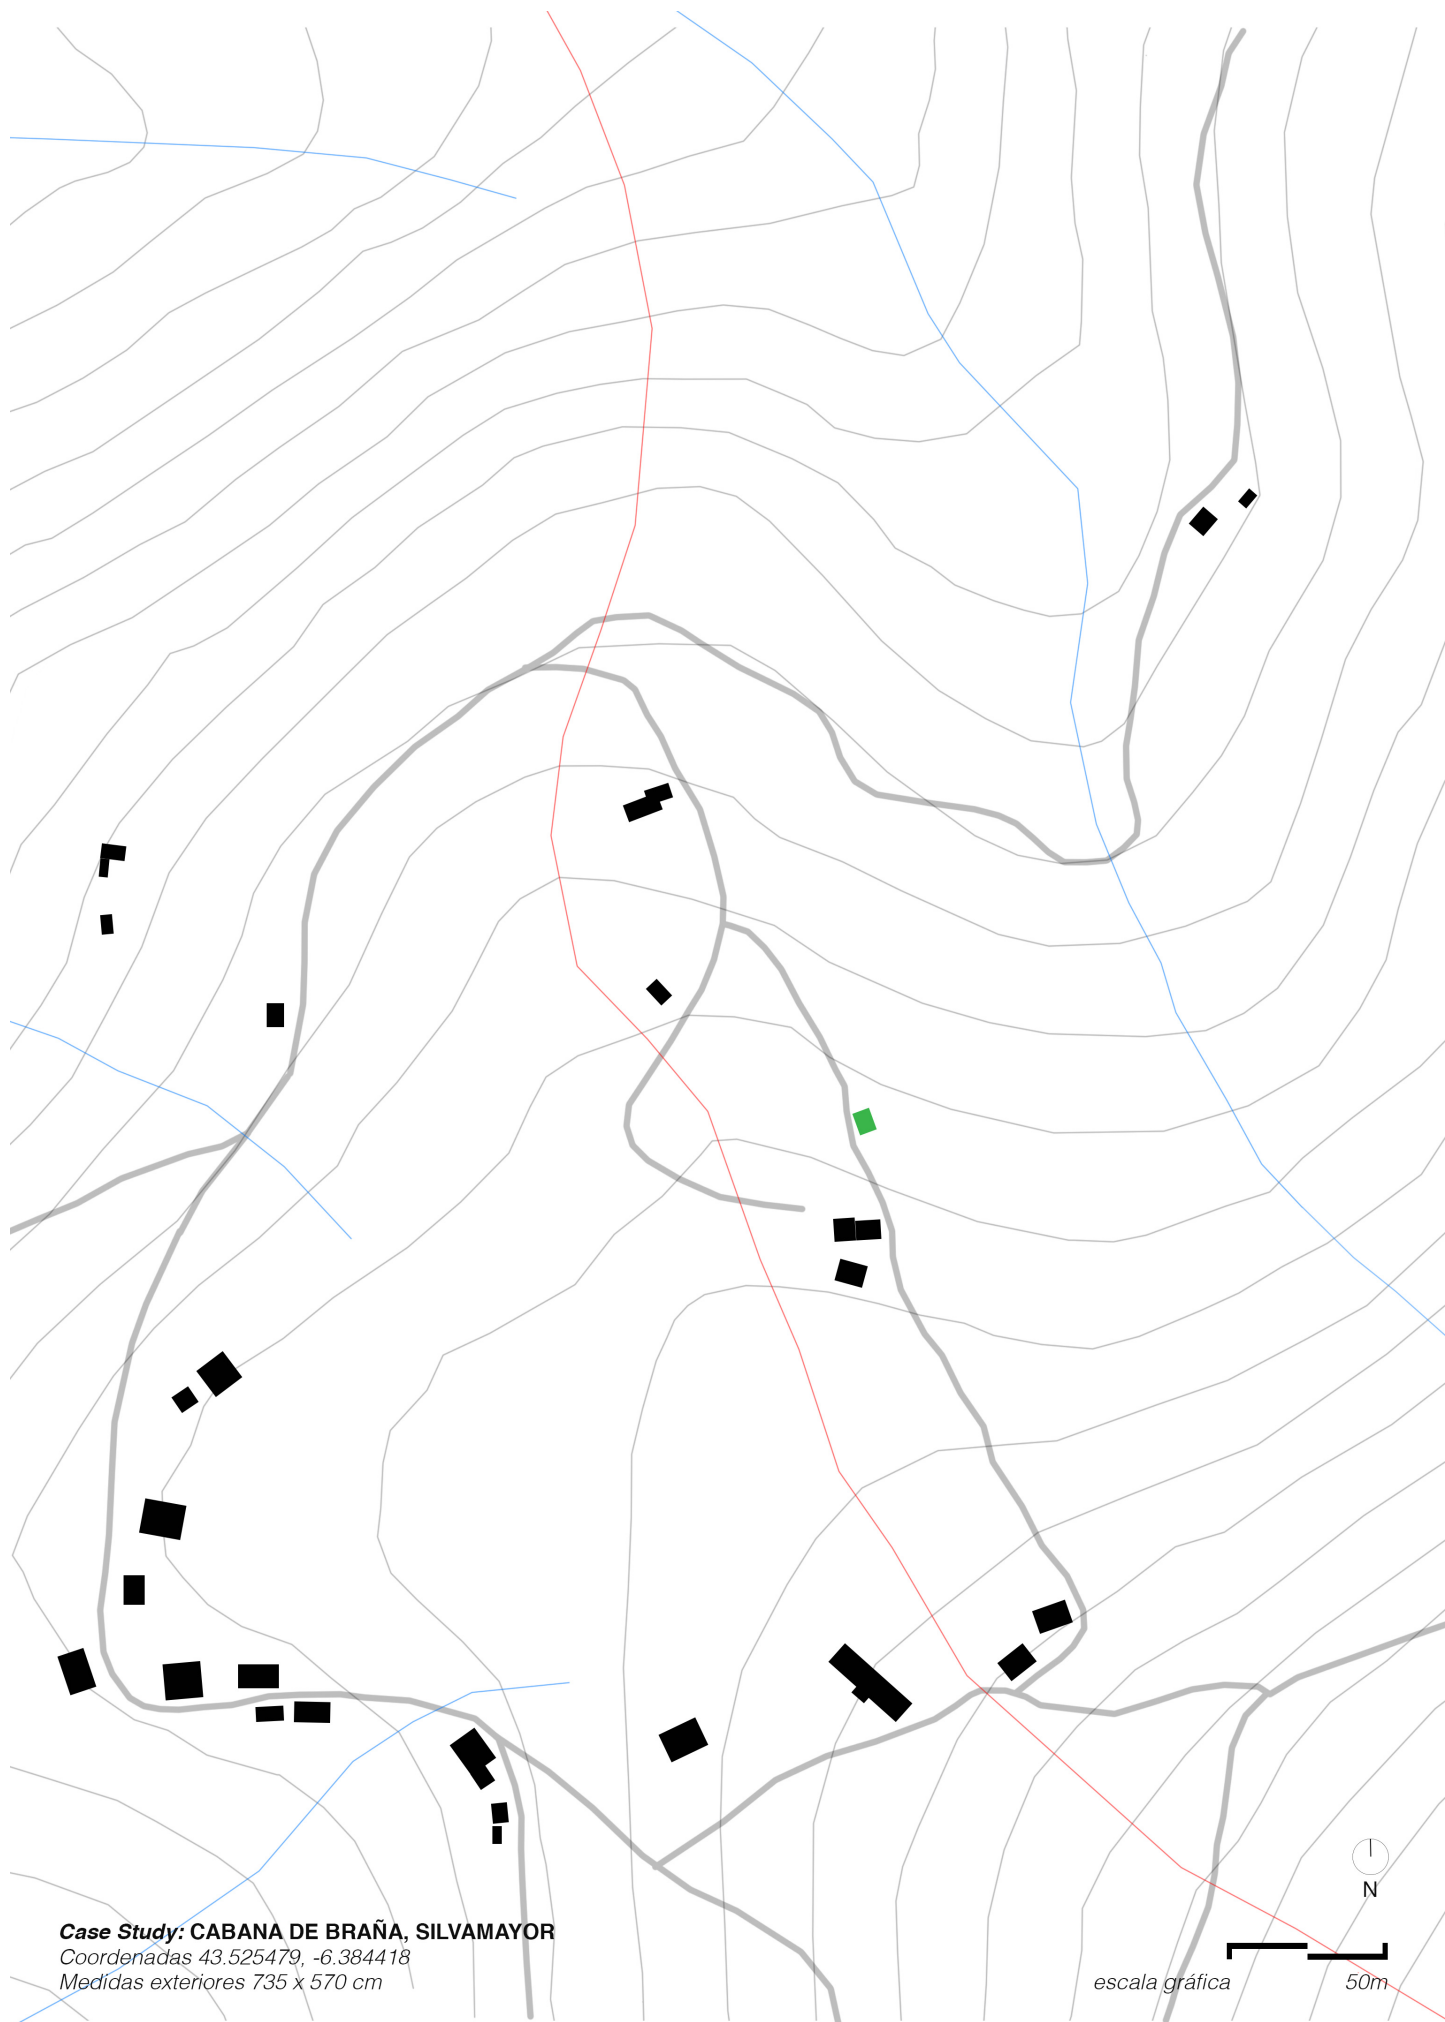 N
Case Study: CABANA DE BRAÑA, SILVAMAYOR
Coordenadas 43.525479, -6.384418
Medidas exteriores 735 x 570 cm
escala gráfica 50m